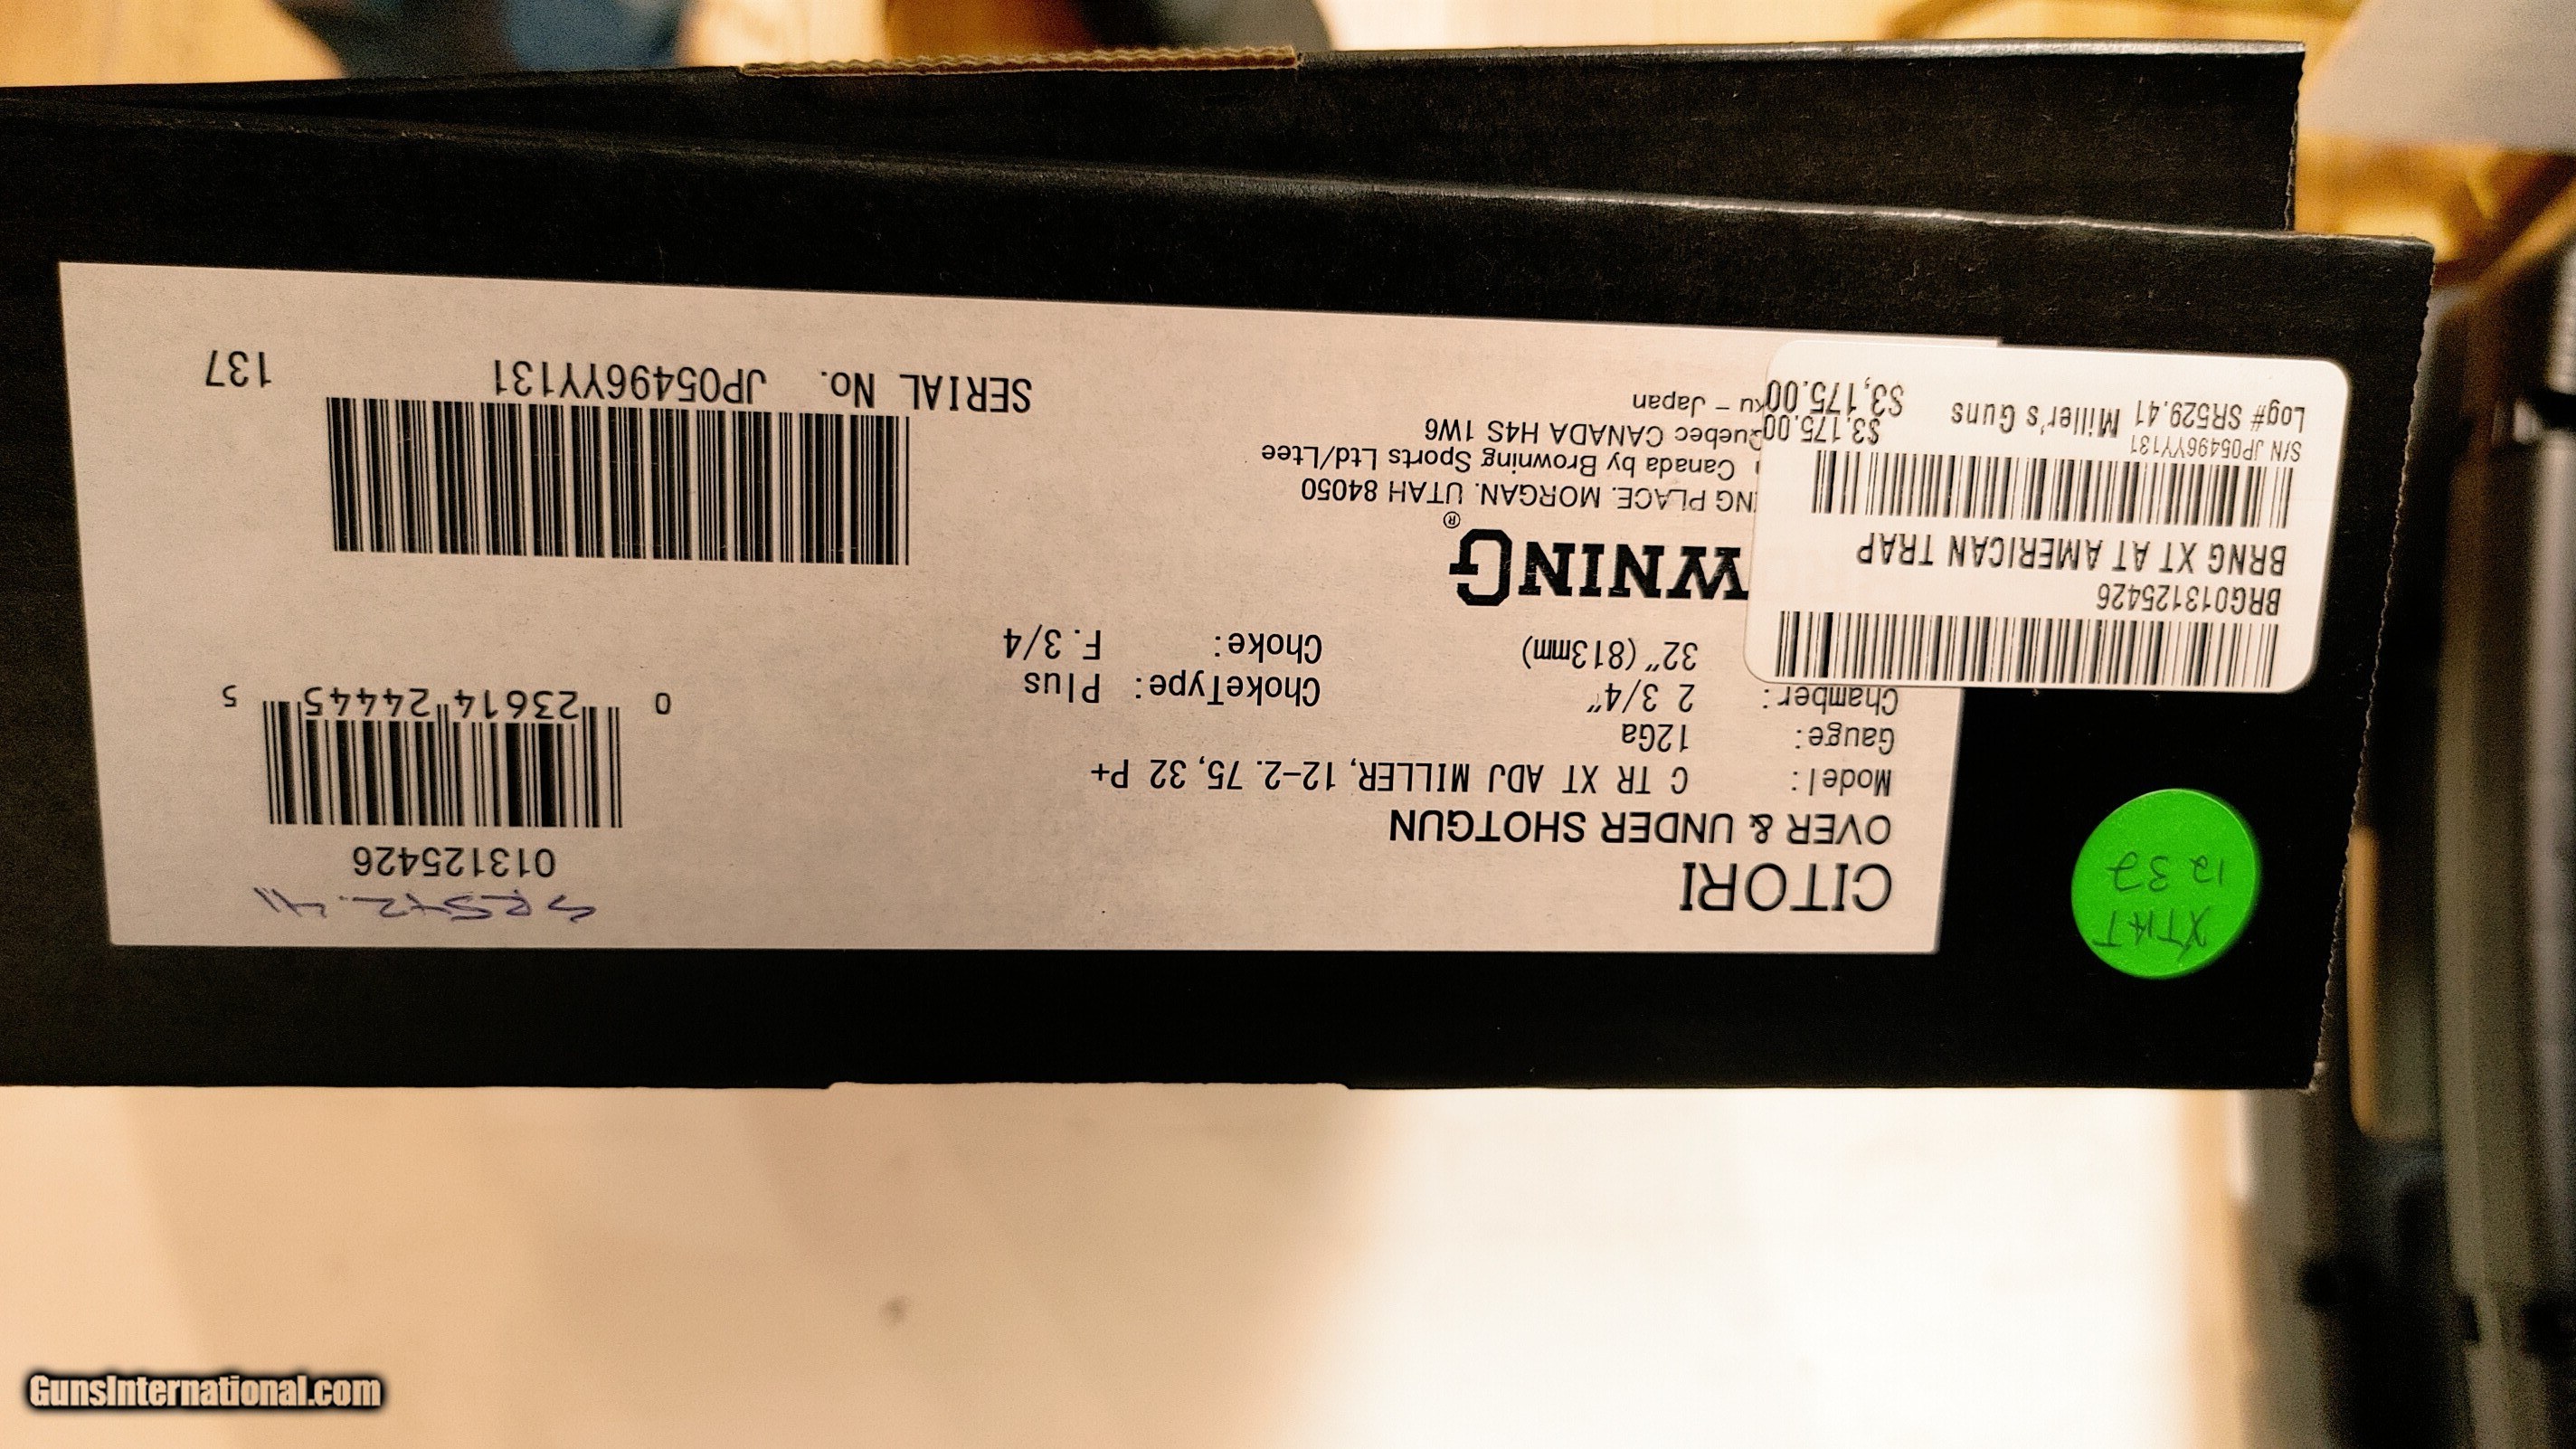 CITORI
OVER & UNDER SHOTGUN
Model: C TR XT ADJ MILLER, 12-2.75, 32 P+
Gauge: 12Ga
Chamber: 2 3/4" ChokeType: Plus
32"(813mm) Choke: F.3/4
WNING®
NG PLACE. MORGAN. UTAH 84050
Canada by Browning Sports Ltd/Ltee
Quebec CANADA H4S 1W6
ku - Japan
013125426
0 23614 24445 5
SERIAL No. JP05496YY131
137
BRG013125426
BRNG XT AT AMERICAN TRAP
S/N JP05496YY131
$3,175.00
Log# SR529.41 Miller's Guns
$3,175.00
12 32
GunsInternational.com